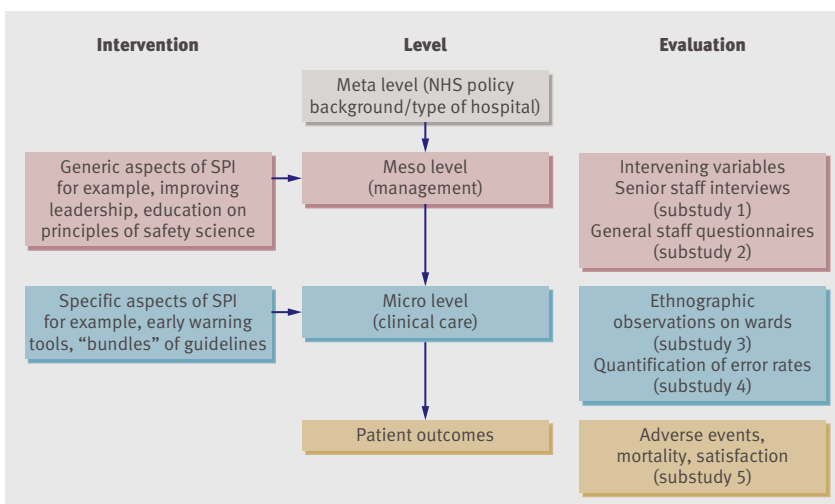 Intervention
Level
Evaluation
Meta level (NHS policy
background/type of hospital)
Generic aspects of SPI
for example, improving
leadership, education on
principles of safety science
Meso level
(management)
Intervening variables
Senior staff interviews
(substudy 1)
General staff questionnaires
(substudy 2)
Specific aspects of SPI
for example, early warning
tools, “bundles” of guidelines
Micro level
(clinical care)
Ethnographic
observations on wards
(substudy 3)
Quantification of error rates
(substudy 4)
Patient outcomes
Adverse events,
mortality, satisfaction
(substudy 5)